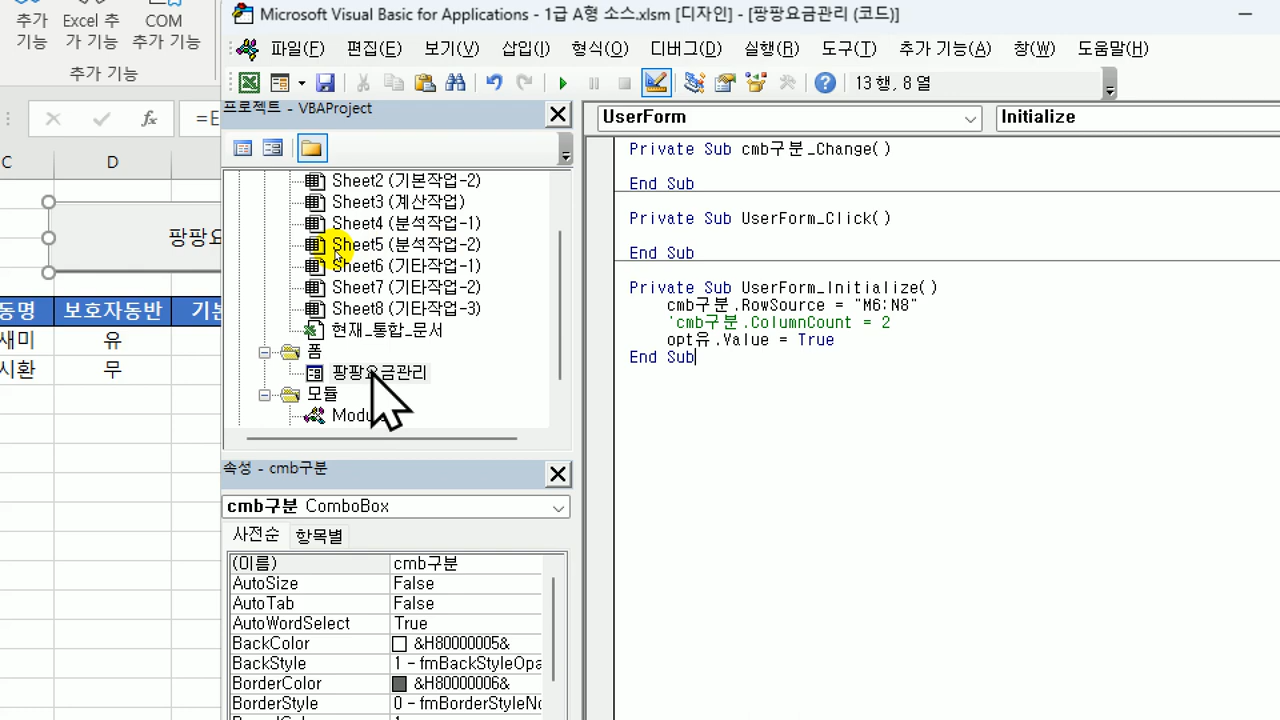 추가
기능
Excel 추
가 기능
COM
추가 기능
추가 기능
=E
C
D
팡팡요
동명
보호자동반
기본
새미
유
시환
무
Microsoft Visual Basic for Applications - 1급 A형 소스.xlsm [디자인] - [팡팡요금관리 (코드)]
파일(F) 편집(E) 보기(V) 삽입(I) 형식(O) 디버그(D) 실행(R) 도구(T) 추가 기능(A) 창(W) 도움말(H)
13 행, 8 열
프로젝트 - VBAProject
Sheet2 (기본작업-2)
Sheet3 (계산작업)
Sheet4 (분석작업-1)
Sheet5 (분석작업-2)
Sheet6 (기타작업-1)
Sheet7 (기타작업-2)
Sheet8 (기타작업-3)
현재_통합_문서
폼
팡팡요금관리
모듈
Modu
속성 - cmb구분
cmb구분 ComboBox
사전순 항목별
(이름) cmb구분
AutoSize False
AutoTab False
AutoWordSelect True
BackColor &H80000005&
BackStyle 1 - fmBackStyleOpa
BorderColor &H80000006&
BorderStyle 0 - fmBorderStyleNo
UserForm
Initialize
Private Sub cmb구분_Change()
End Sub
Private Sub UserForm_Click()
End Sub
Private Sub UserForm_Initialize()
cmb구분.RowSource = "M6:N8"
'cmb구분.ColumnCount = 2
opt유.Value = True
End Sub